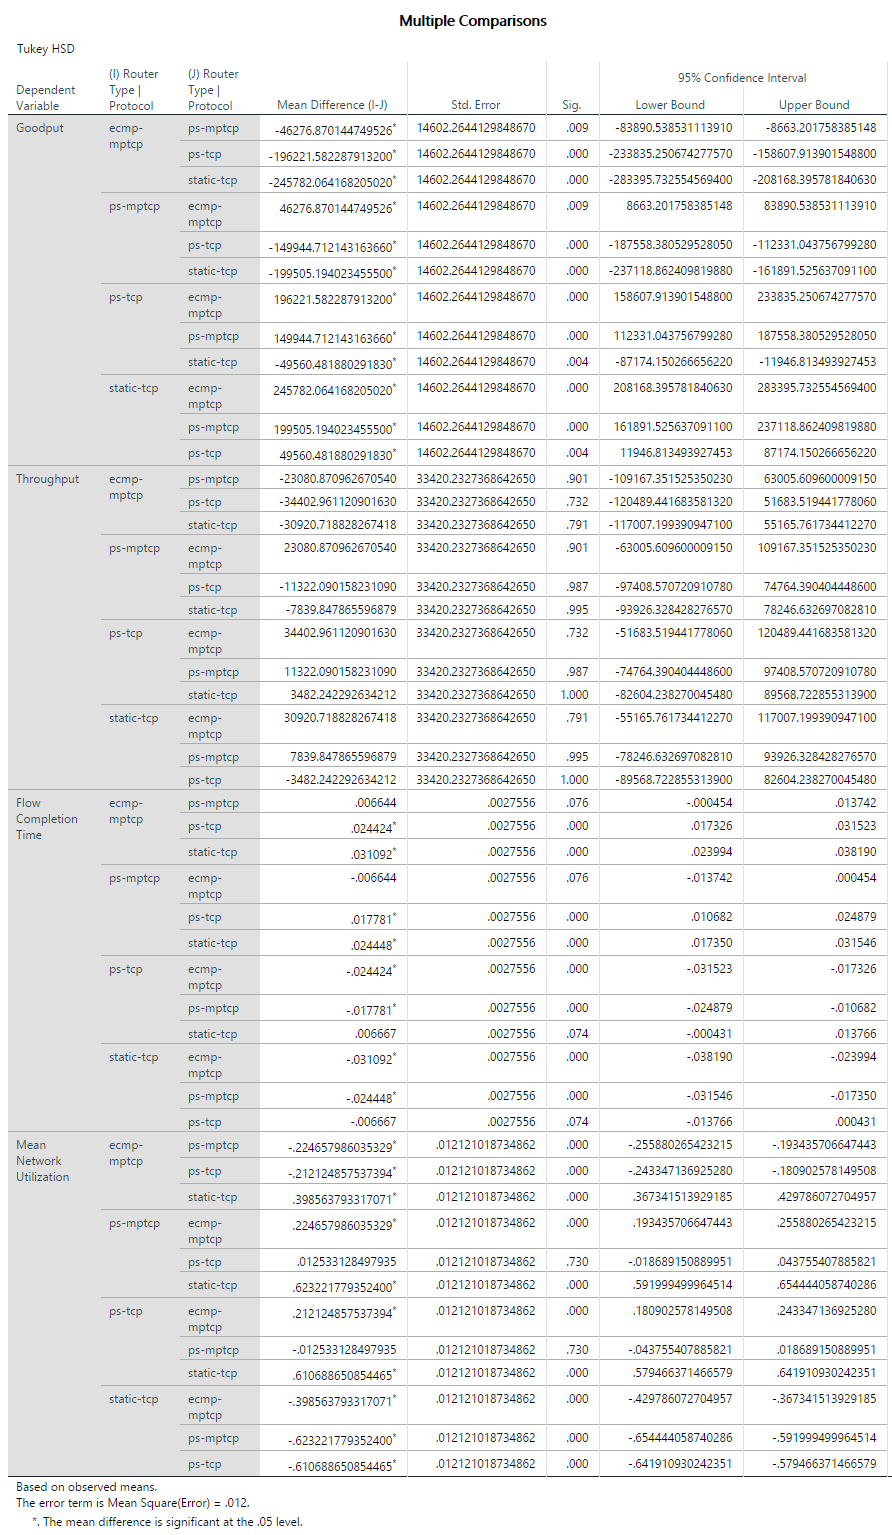 Multiple Comparisons
Tukey HSD
Dependent Variable (I) Router Type | Protocol (J) Router Type | Protocol Mean Difference (I-J) Std. Error Sig. 95% Confidence Interval Lower Bound Upper Bound
Goodput ecmp-mptcp ps-mptcp -46276.870144749526* 14602.2644129848670 .009 -83890.538531113910 -8663.201758385148
ps-tcp -196221.582287913200* 14602.2644129848670 .000 -233835.250674277570 -158607.913901548800
static-tcp -245782.064168205020* 14602.2644129848670 .000 -283395.732554569400 -208168.395781840630
ps-mptcp ecmp-mptcp 46276.870144749526* 14602.2644129848670 .009 8663.201758385148 83890.538531113910
ps-tcp -149944.712143163660* 14602.2644129848670 .000 -187558.380529528050 -112331.043756799280
static-tcp -199505.194023455500* 14602.2644129848670 .000 -237118.862409819880 -161891.525637091100
ps-tcp ecmp-mptcp 196221.582287913200* 14602.2644129848670 .000 158607.913901548800 233835.250674277570
ps-mptcp 149944.712143163660* 14602.2644129848670 .000 112331.043756799280 187558.380529528050
static-tcp -49560.481880291830* 14602.2644129848670 .004 -87174.150266656220 -11946.813493927453
static-tcp ecmp-mptcp 245782.064168205020* 14602.2644129848670 .000 208168.395781840630 283395.732554569400
ps-mptcp 199505.194023455500* 14602.2644129848670 .000 161891.525637091100 237118.862409819880
ps-tcp 49560.481880291830* 14602.2644129848670 .004 11946.813493927453 87174.150266656220
Throughput ecmp-mptcp ps-mptcp -23080.870962670540 33420.2327368642650 .901 -109167.351525350230 63005.609600009150
ps-tcp -34402.961120901630 33420.2327368642650 .732 -120489.441683581320 51683.519441778060
static-tcp -30920.718828267418 33420.2327368642650 .791 -117007.199390947100 55165.761734412270
ps-mptcp ecmp-mptcp 23080.870962670540 33420.2327368642650 .901 -63005.609600009150 109167.351525350230
ps-tcp -11322.090158231090 33420.2327368642650 .987 -97408.570720910780 74764.390404448600
static-tcp -7839.847865596879 33420.2327368642650 .995 -93926.328428276570 78246.632697082810
ps-tcp ecmp-mptcp 34402.961120901630 33420.2327368642650 .732 -51683.519441778060 120489.441683581320
ps-mptcp 11322.090158231090 33420.2327368642650 .987 -74764.390404448600 97408.570720910780
static-tcp 3482.242292634212 33420.2327368642650 1.000 -82604.238270045480 89568.722855313900
static-tcp ecmp-mptcp 30920.718828267418 33420.2327368642650 .791 -55165.761734412270 117007.199390947100
ps-mptcp 7839.847865596879 33420.2327368642650 .995 -78246.632697082810 93926.328428276570
ps-tcp -3482.242292634212 33420.2327368642650 1.000 -89568.722855313900 82604.238270045480
Flow Completion Time ecmp-mptcp ps-mptcp .006644 .0027556 .076 -.000454 .013742
ps-tcp .024424* .0027556 .000 .017326 .031523
static-tcp .031092* .0027556 .000 .023994 .038190
ps-mptcp ecmp-mptcp -.006644 .0027556 .076 -.013742 .000454
ps-tcp .017781* .0027556 .000 .010682 .024879
static-tcp .024448* .0027556 .000 .017350 .031546
ps-tcp ecmp-mptcp -.024424* .0027556 .000 -.031523 -.017326
ps-mptcp -.017781* .0027556 .000 -.024879 -.010682
static-tcp .006667 .0027556 .074 -.000431 .013766
static-tcp ecmp-mptcp -.031092* .0027556 .000 -.038190 -.023994
ps-mptcp -.024448* .0027556 .000 -.031546 -.017350
ps-tcp -.006667 .0027556 .074 -.013766 .000431
Mean Network Utilization ecmp-mptcp ps-mptcp -.224657986035329* .012121018734862 .000 -.255880265423215 -.193435706647443
ps-tcp -.212124857537394* .012121018734862 .000 -.243347136925280 -.180902578149508
static-tcp .398563793317071* .012121018734862 .000 .367341513929185 .429786072704957
ps-mptcp ecmp-mptcp .224657986035329* .012121018734862 .000 .193435706647443 .255880265423215
ps-tcp .012533128497935 .012121018734862 .730 -.018689150889951 .043755407885821
static-tcp .623221779352400* .012121018734862 .000 .591999499964514 .654444058740286
ps-tcp ecmp-mptcp .212124857537394* .012121018734862 .000 .180902578149508 .243347136925280
ps-mptcp -.012533128497935 .012121018734862 .730 -.043755407885821 .018689150889951
static-tcp .610688650854465* .012121018734862 .000 .579466371466579 .641910930242351
static-tcp ecmp-mptcp -.398563793317071* .012121018734862 .000 -.429786072704957 -.367341513929185
ps-mptcp -.623221779352400* .012121018734862 .000 -.654444058740286 -.591999499964514
ps-tcp -.610688650854465* .012121018734862 .000 -.641910930242351 -.579466371466579
Based on observed means.
The error term is Mean Square(Error) = .012.
*. The mean difference is significant at the .05 level.